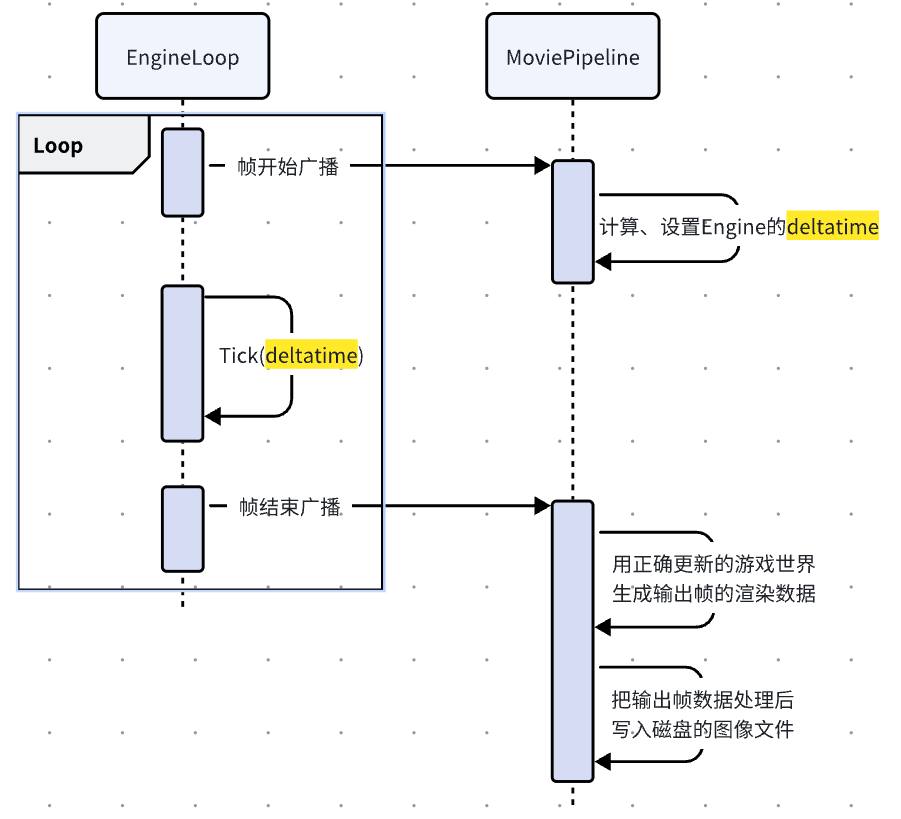 EngineLoop
MoviePipeline
Loop
帧开始广播
计算、设置Engine的deltatime
Tick(deltatime)
帧结束广播
用正确更新的游戏世界
生成输出帧的渲染数据
把输出帧数据处理后
写入磁盘的图像文件